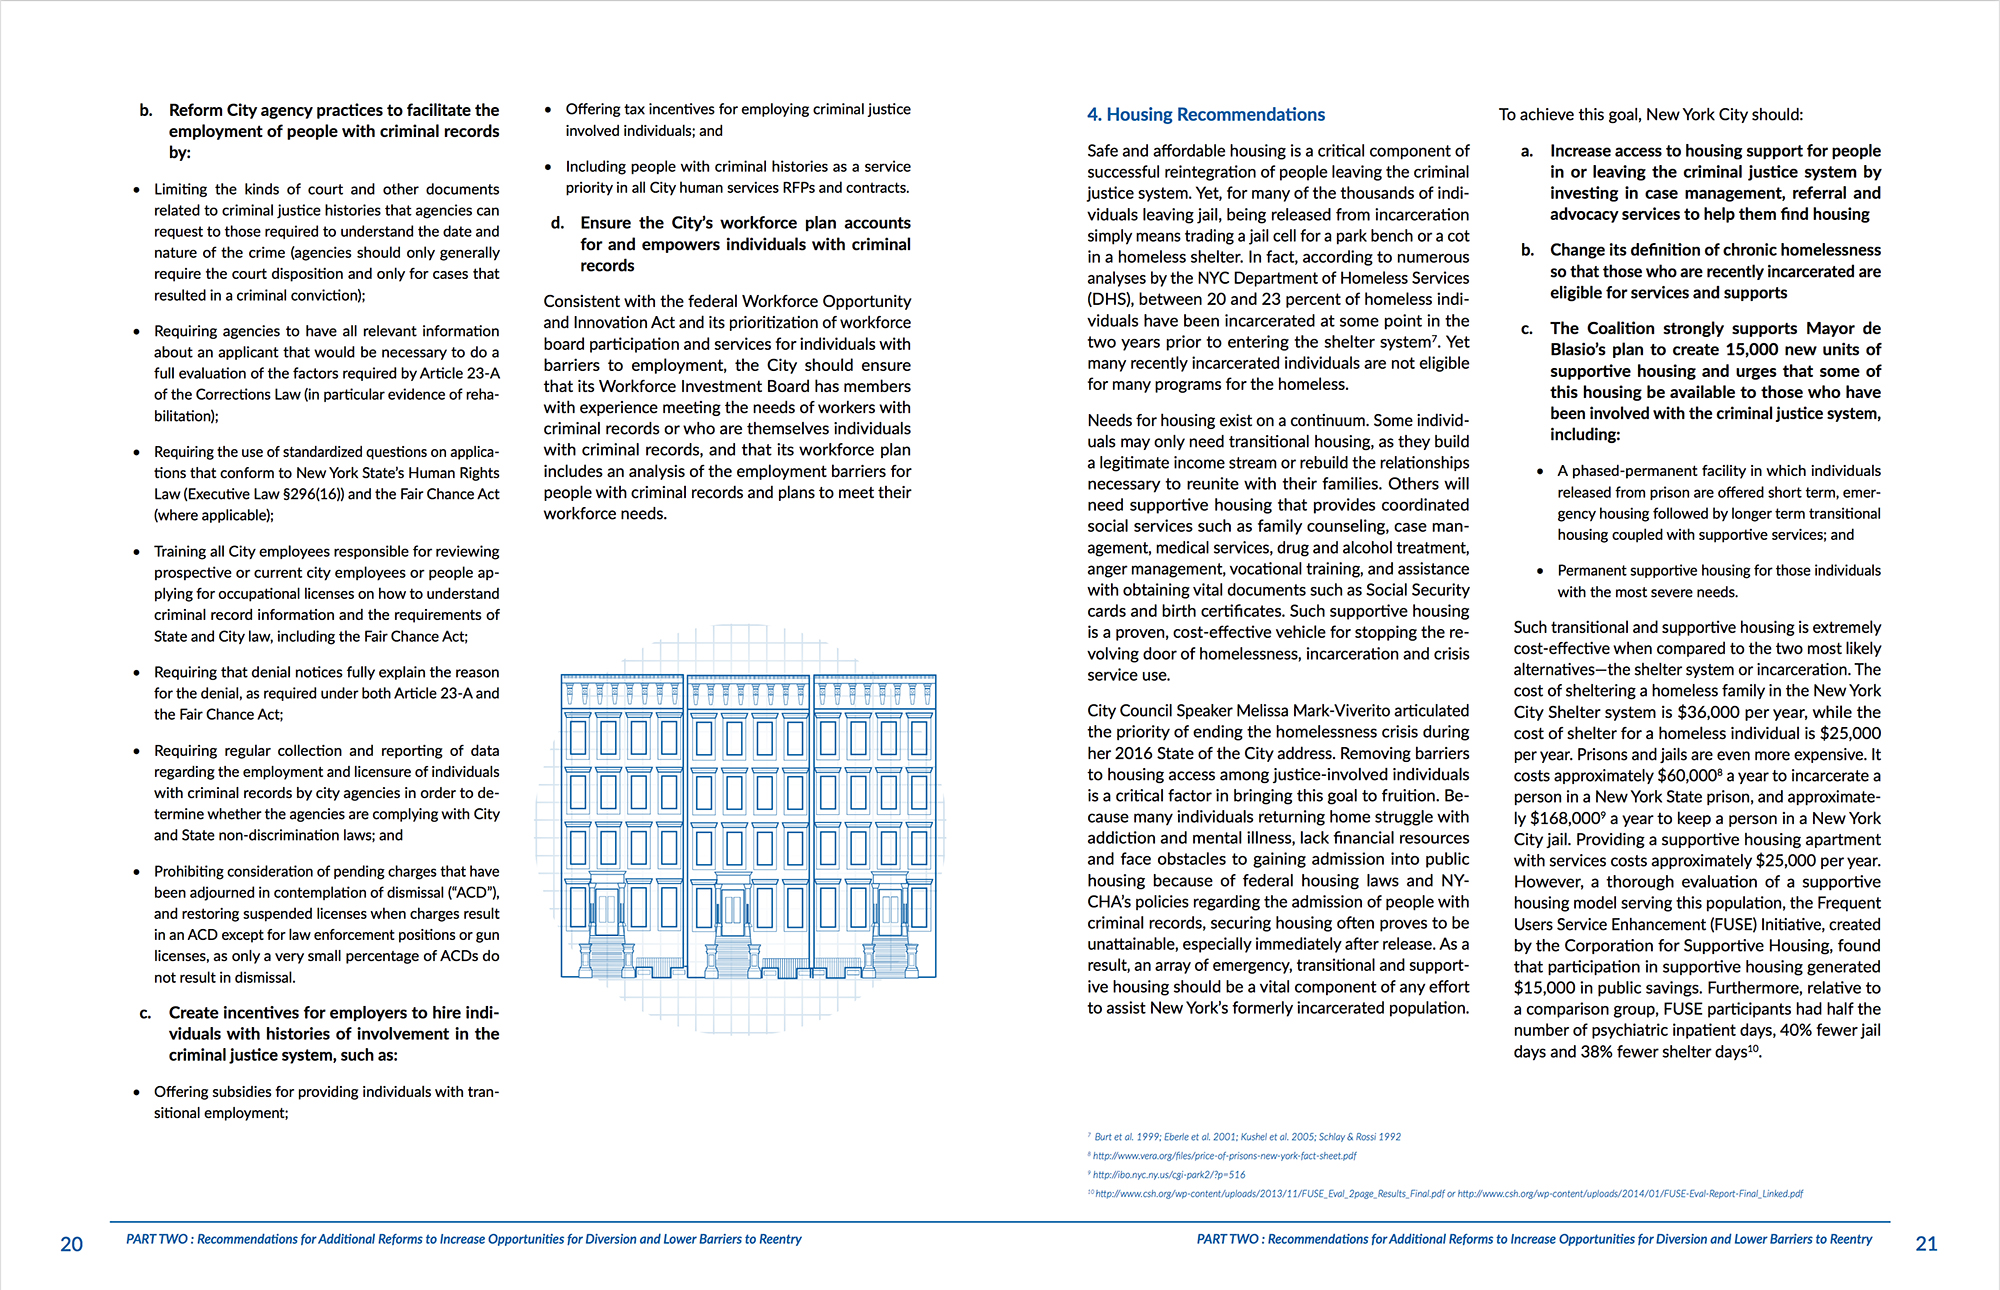 b. Reform City agency practices to facilitate the
employment of people with criminal records
by:
• Limiting the kinds of court and other documents
related to criminal justice histories that agencies can
request to those required to understand the date and
nature of the crime (agencies should only generally
require the court disposition and only for cases that
resulted in a criminal conviction);
• Requiring agencies to have all relevant information
about an applicant that would be necessary to do a
full evaluation of the factors required by Article 23-A
of the Corrections Law (in particular evidence of reha-
bilitation);
• Requiring the use of standardized questions on applica-
tions that conform to New York State's Human Rights
Law (Executive Law §296(16)) and the Fair Chance Act
(where applicable);
• Training all City employees responsible for reviewing
prospective or current city employees or people ap-
plying for occupational licenses on how to understand
criminal record information and the requirements of
State and City law, including the Fair Chance Act;
• Requiring that denial notices fully explain the reason
for the denial, as required under both Article 23-A and
the Fair Chance Act;
• Requiring regular collection and reporting of data
regarding the employment and licensure of individuals
with criminal records by city agencies in order to de-
termine whether the agencies are complying with City
and State non-discrimination laws; and
• Prohibiting consideration of pending charges that have
been adjourned in contemplation of dismissal (“ACD”),
and restoring suspended licenses when charges result
in an ACD except for law enforcement positions or gun
licenses, as only a very small percentage of ACDs do
not result in dismissal.
c. Create incentives for employers to hire indi-
viduals with histories of involvement in the
criminal justice system, such as:
• Offering subsidies for providing individuals with tran-
sitional employment;
• Offering tax incentives for employing criminal justice
involved individuals; and
• Including people with criminal histories as a service
priority in all City human services RFPs and contracts.
d. Ensure the City's workforce plan accounts
for and empowers individuals with criminal
records
Consistent with the federal Workforce Opportunity
and Innovation Act and its prioritization of workforce
board participation and services for individuals with
barriers to employment, the City should ensure
that its Workforce Investment Board has members
with experience meeting the needs of workers with
criminal records or who are themselves individuals
with criminal records, and that its workforce plan
includes an analysis of the employment barriers for
people with criminal records and plans to meet their
workforce needs.
20
PART TWO : Recommendations for Additional Reforms to Increase Opportunities for Diversion and Lower Barriers to Reentry
4. Housing Recommendations
Safe and affordable housing is a critical component of
successful reintegration of people leaving the criminal
justice system. Yet, for many of the thousands of indi-
viduals leaving jail, being released from incarceration
simply means trading a jail cell for a park bench or a cot
in a homeless shelter. In fact, according to numerous
analyses by the NYC Department of Homeless Services
(DHS), between 20 and 23 percent of homeless indi-
viduals have been incarcerated at some point in the
two years prior to entering the shelter system⁷. Yet
many recently incarcerated individuals are not eligible
for many programs for the homeless.
Needs for housing exist on a continuum. Some individ-
uals may only need transitional housing, as they build
a legitimate income stream or rebuild the relationships
necessary to reunite with their families. Others will
need supportive housing that provides coordinated
social services such as family counseling, case man-
agement, medical services, drug and alcohol treatment,
anger management, vocational training, and assistance
with obtaining vital documents such as Social Security
cards and birth certificates. Such supportive housing
is a proven, cost-effective vehicle for stopping the re-
volving door of homelessness, incarceration and crisis
service use.
City Council Speaker Melissa Mark-Viverito articulated
the priority of ending the homelessness crisis during
her 2016 State of the City address. Removing barriers
to housing access among justice-involved individuals
is a critical factor in bringing this goal to fruition. Be-
cause many individuals returning home struggle with
addiction and mental illness, lack financial resources
and face obstacles to gaining admission into public
housing because of federal housing laws and NY-
CHA's policies regarding the admission of people with
criminal records, securing housing often proves to be
unattainable, especially immediately after release. As a
result, an array of emergency, transitional and support-
ive housing should be a vital component of any effort
to assist New York's formerly incarcerated population.
To achieve this goal, New York City should:
a. Increase access to housing support for people
in or leaving the criminal justice system by
investing in case management, referral and
advocacy services to help them find housing
b. Change its definition of chronic homelessness
so that those who are recently incarcerated are
eligible for services and supports
c. The Coalition strongly supports Mayor de
Blasio's plan to create 15,000 new units of
supportive housing and urges that some of
this housing be available to those who have
been involved with the criminal justice system,
including:
• A phased-permanent facility in which individuals
released from prison are offered short term, emer-
gency housing followed by longer term transitional
housing coupled with supportive services; and
• Permanent supportive housing for those individuals
with the most severe needs.
Such transitional and supportive housing is extremely
cost-effective when compared to the two most likely
alternatives—the shelter system or incarceration. The
cost of sheltering a homeless family in the New York
City Shelter system is $36,000 per year, while the
cost of shelter for a homeless individual is $25,000
per year. Prisons and jails are even more expensive. It
costs approximately $60,000⁸ a year to incarcerate a
person in a New York State prison, and approximate-
ly $168,000⁹ a year to keep a person in a New York
City jail. Providing a supportive housing apartment
with services costs approximately $25,000 per year.
However, a thorough evaluation of a supportive
housing model serving this population, the Frequent
Users Service Enhancement (FUSE) Initiative, created
by the Corporation for Supportive Housing, found
that participation in supportive housing generated
$15,000 in public savings. Furthermore, relative to
a comparison group, FUSE participants had half the
number of psychiatric inpatient days, 40% fewer jail
days and 38% fewer shelter days¹⁰.
⁷ Burt et al. 1999; Eberle et al. 2001; Kushel et al. 2005; Schlay & Rossi 1992
⁸ http://www.vera.org/files/price-of-prisons-new-york-fact-sheet.pdf
⁹ http://ibo.nyc.ny.us/cgi-park2/?p=516
¹⁰ http://www.csh.org/wp-content/uploads/2013/11/FUSE_Eval_2page_Results_Final.pdf or http://www.csh.org/wp-content/uploads/2014/01/FUSE-Eval-Report-Final_Linked.pdf
PART TWO : Recommendations for Additional Reforms to Increase Opportunities for Diversion and Lower Barriers to Reentry
21